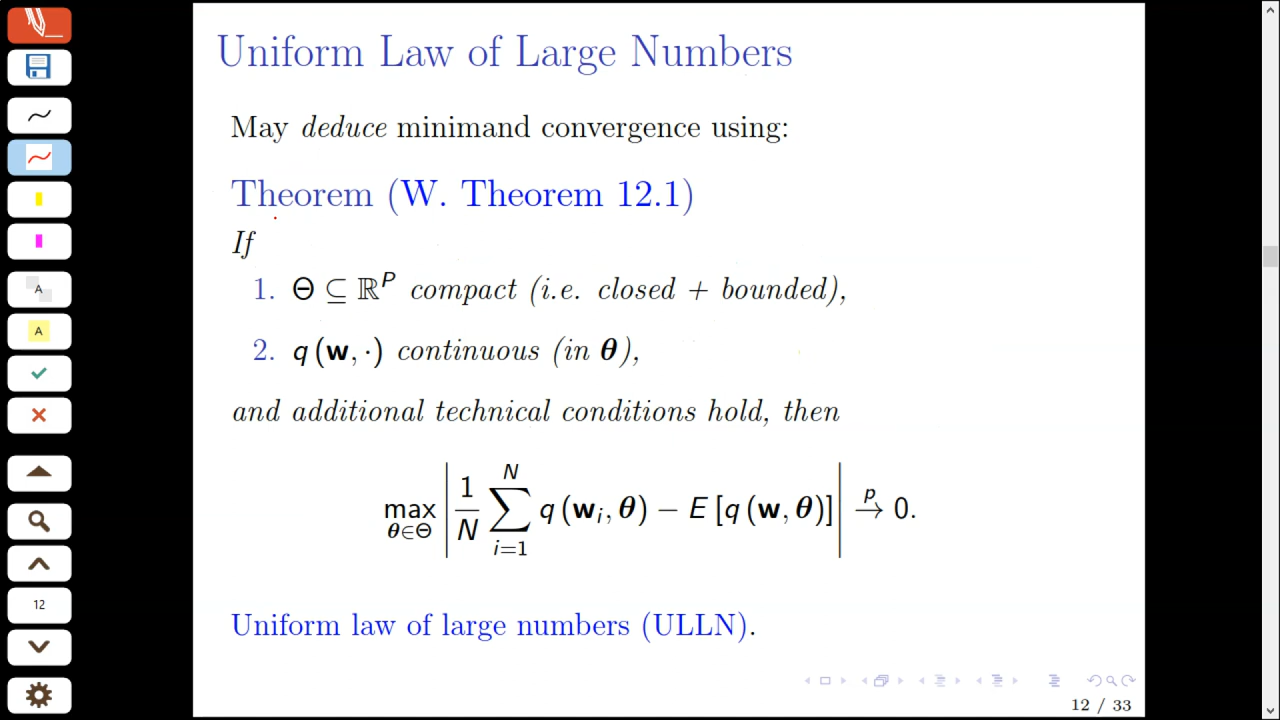 Uniform Law of Large Numbers
May deduce minimand convergence using:
Theorem (W. Theorem 12.1)
If
1. Θ ⊆ ℝ^P compact (i.e. closed + bounded),
2. q (w, ·) continuous (in θ),
and additional technical conditions hold, then
max_{θ∈Θ} | 1/N ∑_{i=1}^{N} q (w_i, θ) − E [q (w, θ)] | →^p 0.
Uniform law of large numbers (ULLN).
12 / 33
A
A
12